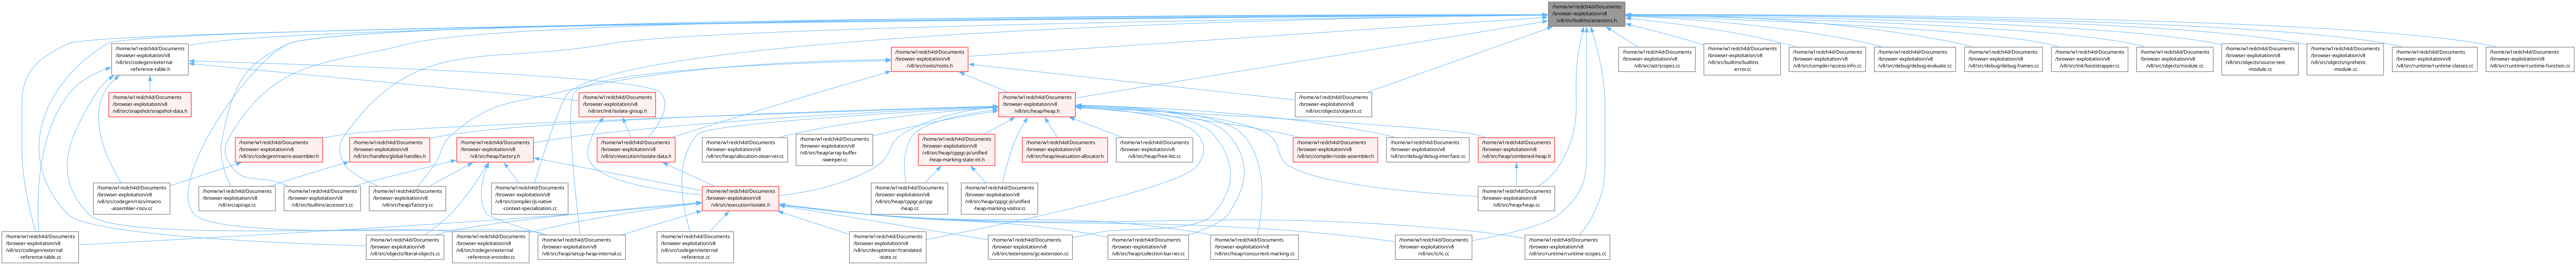 /home/w1redch4d/Documents
/browser-exploitation/v8
/v8/src/builtins/accessors.h
/home/w1redch4d/Documents
/browser-exploitation/v8
/v8/src/codegen/external
-reference-table.h
/home/w1redch4d/Documents
/browser-exploitation/v8
/v8/src/roots/roots.h
/home/w1redch4d/Documents
/browser-exploitation/v8
/v8/src/ast/scopes.cc
/home/w1redch4d/Documents
/browser-exploitation/v8
/v8/src/builtins/builtins
-error.cc
/home/w1redch4d/Documents
/browser-exploitation/v8
/v8/src/compiler/access-info.cc
/home/w1redch4d/Documents
/browser-exploitation/v8
/v8/src/debug/debug-evaluate.cc
/home/w1redch4d/Documents
/browser-exploitation/v8
/v8/src/debug/debug-frames.cc
/home/w1redch4d/Documents
/browser-exploitation/v8
/v8/src/init/bootstrapper.cc
/home/w1redch4d/Documents
/browser-exploitation/v8
/v8/src/objects/module.cc
/home/w1redch4d/Documents
/browser-exploitation/v8
/v8/src/objects/source-text
-module.cc
/home/w1redch4d/Documents
/browser-exploitation/v8
/v8/src/objects/synthetic
-module.cc
/home/w1redch4d/Documents
/browser-exploitation/v8
/v8/src/runtime/runtime-classes.cc
/home/w1redch4d/Documents
/browser-exploitation/v8
/v8/src/runtime/runtime-function.cc
/home/w1redch4d/Documents
/browser-exploitation/v8
/v8/src/snapshot/snapshot-data.h
/home/w1redch4d/Documents
/browser-exploitation/v8
/v8/src/init/isolate-group.h
/home/w1redch4d/Documents
/browser-exploitation/v8
/v8/src/heap/heap.h
/home/w1redch4d/Documents
/browser-exploitation/v8
/v8/src/objects/objects.cc
/home/w1redch4d/Documents
/browser-exploitation/v8
/v8/src/codegen/macro-assembler.h
/home/w1redch4d/Documents
/browser-exploitation/v8
/v8/src/handles/global-handles.h
/home/w1redch4d/Documents
/browser-exploitation/v8
/v8/src/heap/factory.h
/home/w1redch4d/Documents
/browser-exploitation/v8
/v8/src/execution/isolate-data.h
/home/w1redch4d/Documents
/browser-exploitation/v8
/v8/src/heap/allocation-observer.cc
/home/w1redch4d/Documents
/browser-exploitation/v8
/v8/src/heap/array-buffer
-sweeper.cc
/home/w1redch4d/Documents
/browser-exploitation/v8
/v8/src/heap/cppgc-js/unified
-heap-marking-state-inl.h
/home/w1redch4d/Documents
/browser-exploitation/v8
/v8/src/heap/evacuation-allocator.h
/home/w1redch4d/Documents
/browser-exploitation/v8
/v8/src/heap/free-list.cc
/home/w1redch4d/Documents
/browser-exploitation/v8
/v8/src/compiler/code-assembler.h
/home/w1redch4d/Documents
/browser-exploitation/v8
/v8/src/debug/debug-interface.cc
/home/w1redch4d/Documents
/browser-exploitation/v8
/v8/src/heap/combined-heap.h
/home/w1redch4d/Documents
/browser-exploitation/v8
/v8/src/codegen/riscv/macro
-assembler-riscv.cc
/home/w1redch4d/Documents
/browser-exploitation/v8
/v8/src/api/api.cc
/home/w1redch4d/Documents
/browser-exploitation/v8
/v8/src/builtins/accessors.cc
/home/w1redch4d/Documents
/browser-exploitation/v8
/v8/src/heap/factory.cc
/home/w1redch4d/Documents
/browser-exploitation/v8
/v8/src/compiler/js-native
-context-specialization.cc
/home/w1redch4d/Documents
/browser-exploitation/v8
/v8/src/execution/isolate.h
/home/w1redch4d/Documents
/browser-exploitation/v8
/v8/src/heap/cppgc-js/cpp
-heap.cc
/home/w1redch4d/Documents
/browser-exploitation/v8
/v8/src/heap/cppgc-js/unified
-heap-marking-visitor.cc
/home/w1redch4d/Documents
/browser-exploitation/v8
/v8/src/heap/heap.cc
/home/w1redch4d/Documents
/browser-exploitation/v8
/v8/src/codegen/external
-reference-table.cc
/home/w1redch4d/Documents
/browser-exploitation/v8
/v8/src/objects/literal-objects.cc
/home/w1redch4d/Documents
/browser-exploitation/v8
/v8/src/codegen/external
-reference-encoder.cc
/home/w1redch4d/Documents
/browser-exploitation/v8
/v8/src/heap/setup-heap-internal.cc
/home/w1redch4d/Documents
/browser-exploitation/v8
/v8/src/codegen/external
-reference.cc
/home/w1redch4d/Documents
/browser-exploitation/v8
/v8/src/deoptimizer/translated
-state.cc
/home/w1redch4d/Documents
/browser-exploitation/v8
/v8/src/extensions/gc-extension.cc
/home/w1redch4d/Documents
/browser-exploitation/v8
/v8/src/heap/collection-barrier.cc
/home/w1redch4d/Documents
/browser-exploitation/v8
/v8/src/heap/concurrent-marking.cc
/home/w1redch4d/Documents
/browser-exploitation/v8
/v8/src/ic/ic.cc
/home/w1redch4d/Documents
/browser-exploitation/v8
/v8/src/runtime/runtime-scopes.cc